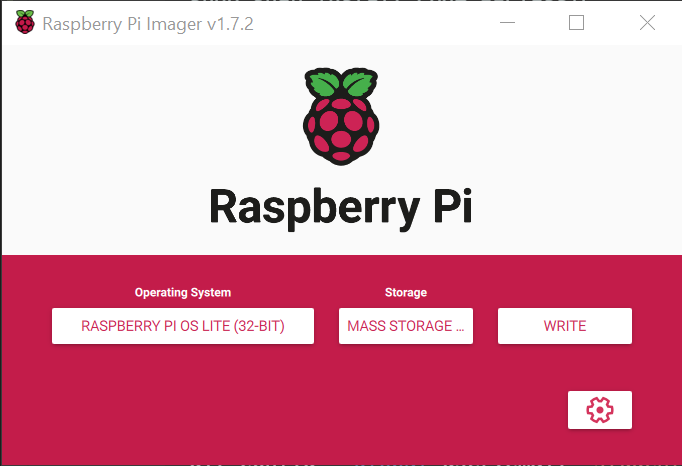 Raspberry Pi Imager v1.7.2
Raspberry Pi
Operating System
Storage
RASPBERRY PI OS LITE (32-BIT)
MASS STORAGE ...
WRITE